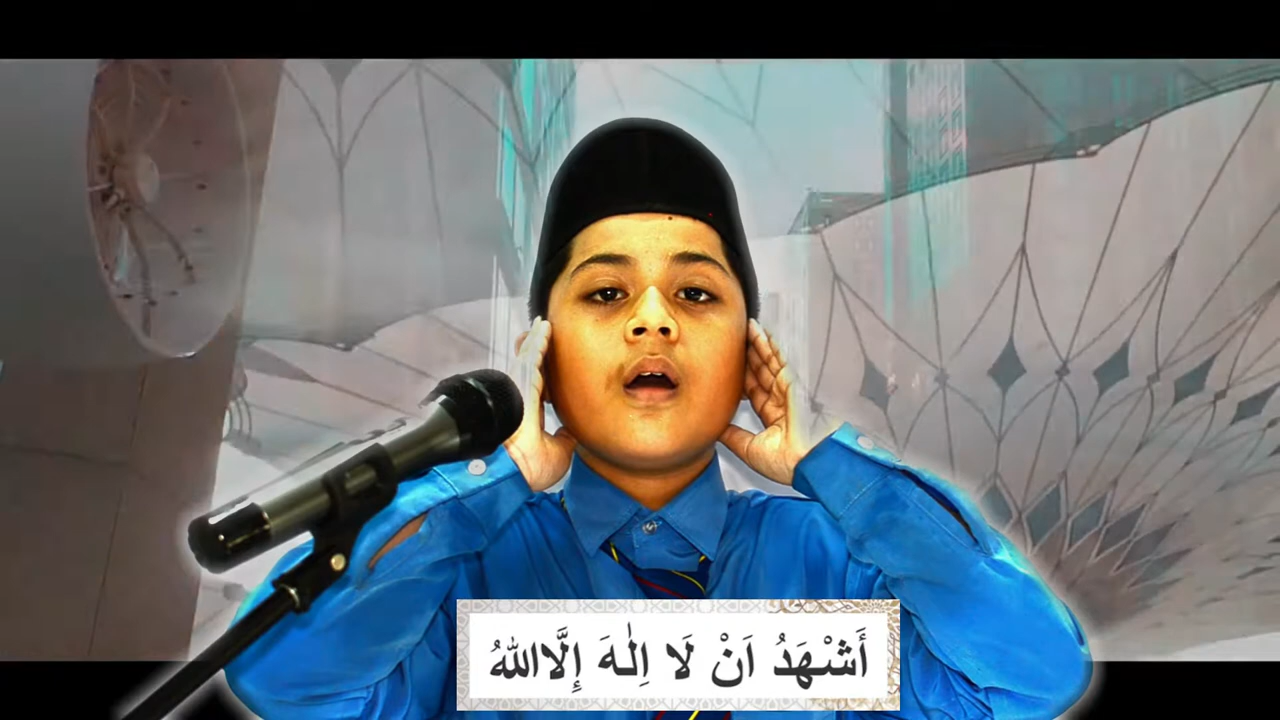 أَشْهَدُ اَنْ لَا اِلٰهَ إِلَّااللهُ